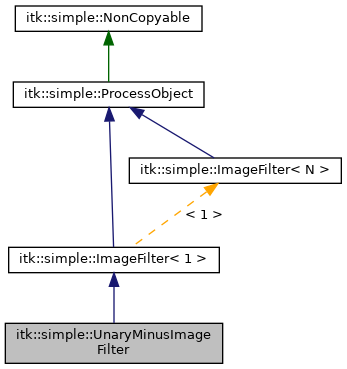 itk::simple::NonCopyable
itk::simple::ProcessObject
itk::simple::ImageFilter< N >
< 1 >
itk::simple::ImageFilter< 1 >
itk::simple::UnaryMinusImage
Filter